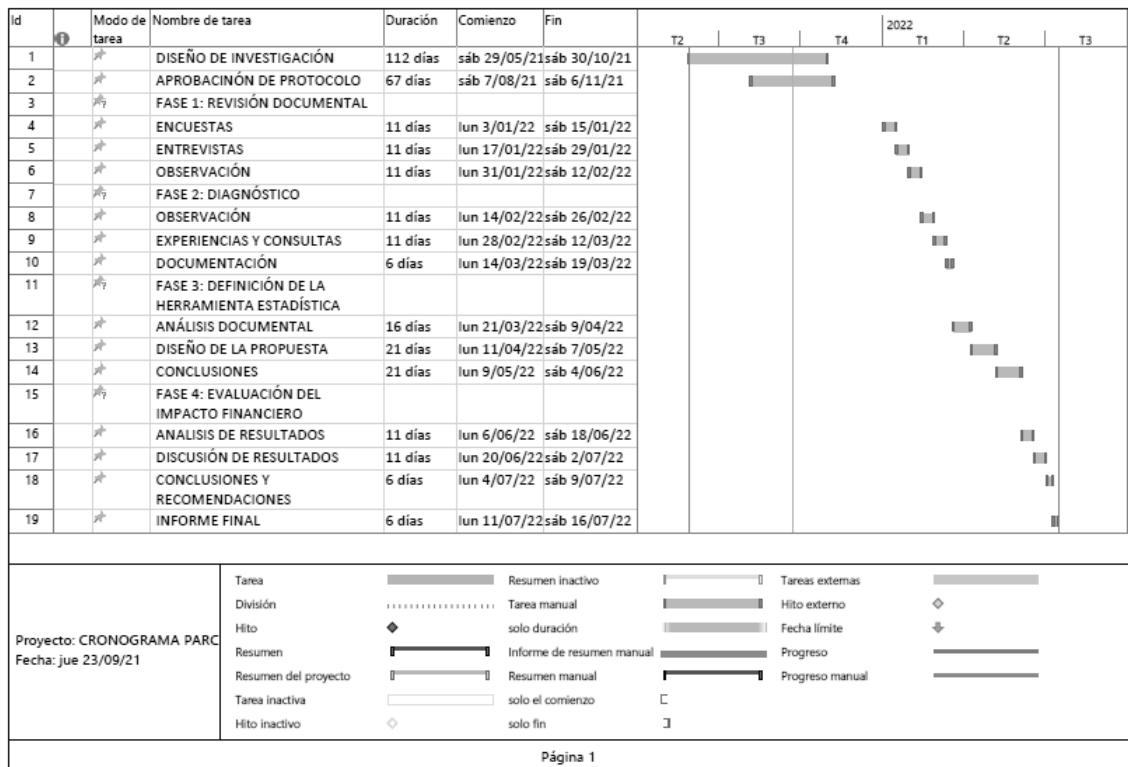 Id Modo de tarea Nombre de tarea Duración Comienzo Fin 2022
T2 T3 T4 T1 T2 T3
1 DISEÑO DE INVESTIGACIÓN 112 días sáb 29/05/21 sáb 30/10/21
2 APROBACINÓN DE PROTOCOLO 67 días sáb 7/08/21 sáb 6/11/21
3 FASE 1: REVISIÓN DOCUMENTAL
4 ENCUESTAS 11 días lun 3/01/22 sáb 15/01/22
5 ENTREVISTAS 11 días lun 17/01/22 sáb 29/01/22
6 OBSERVACIÓN 11 días lun 31/01/22 sáb 12/02/22
7 FASE 2: DIAGNÓSTICO
8 OBSERVACIÓN 11 días lun 14/02/22 sáb 26/02/22
9 EXPERIENCIAS Y CONSULTAS 11 días lun 28/02/22 sáb 12/03/22
10 DOCUMENTACIÓN 6 días lun 14/03/22 sáb 19/03/22
11 FASE 3: DEFINICIÓN DE LA
HERRAMIENTA ESTADÍSTICA
12 ANÁLISIS DOCUMENTAL 16 días lun 21/03/22 sáb 9/04/22
13 DISEÑO DE LA PROPUESTA 21 días lun 11/04/22 sáb 7/05/22
14 CONCLUSIONES 21 días lun 9/05/22 sáb 4/06/22
15 FASE 4: EVALUACIÓN DEL
IMPACTO FINANCIERO
16 ANALISIS DE RESULTADOS 11 días lun 6/06/22 sáb 18/06/22
17 DISCUSIÓN DE RESULTADOS 11 días lun 20/06/22 sáb 2/07/22
18 CONCLUSIONES Y 6 días lun 4/07/22 sáb 9/07/22
RECOMENDACIONES
19 INFORME FINAL 6 días lun 11/07/22 sáb 16/07/22
Proyecto: CRONOGRAMA PARC
Fecha: jue 23/09/21
Tarea Resumen inactivo Tareas externas
División Tarea manual Hito externo
Hito solo duración Fecha límite
Resumen Informe de resumen manual Progreso
Resumen del proyecto Resumen manual Progreso manual
Tarea inactiva solo el comienzo
Hito inactivo solo fin
Página 1